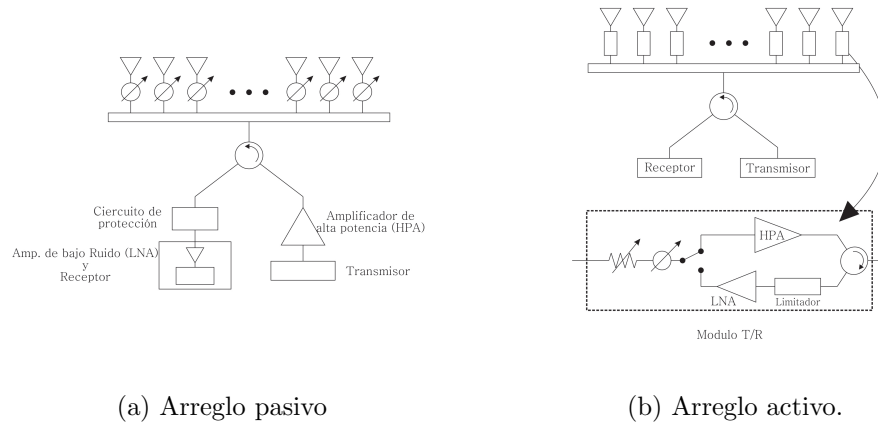 Ciercuito de
protección
Amp. de bajo Ruido (LNA)
y
Receptor
Amplificador de
alta potencia (HPA)
Transmisor
(a) Arreglo pasivo
Receptor
Transmisor
HPA
LNA
Limitador
Modulo T/R
(b) Arreglo activo.